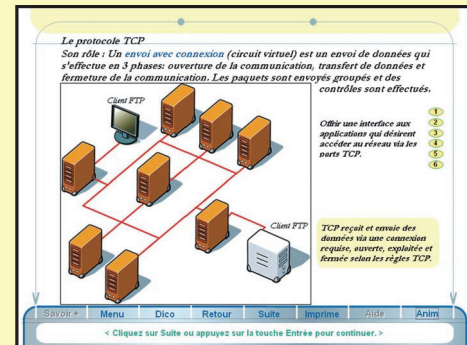 Le protocole TCP
Son rôle : Un envoi avec connexion (circuit virtuel) est un envoi de données qui
s'effectue en 3 phases: ouverture de la communication, transfert de données et
fermeture de la communication. Les paquets sont envoyés groupés et des
contrôles sont effectués.
Client FTP
Offrir une interface aux
applications qui désirent
accéder au réseau via les
ports TCP.
1
2
3
4
5
6
Client FTP
TCP reçoit et envoie des
données via une connexion
requise, ouverte, exploitée et
fermée selon les règles TCP.
Savoir + Menu Dico Retour Suite Imprime Aide Anim
< Cliquez sur Suite ou appuyez sur la touche Entrée pour continuer. >